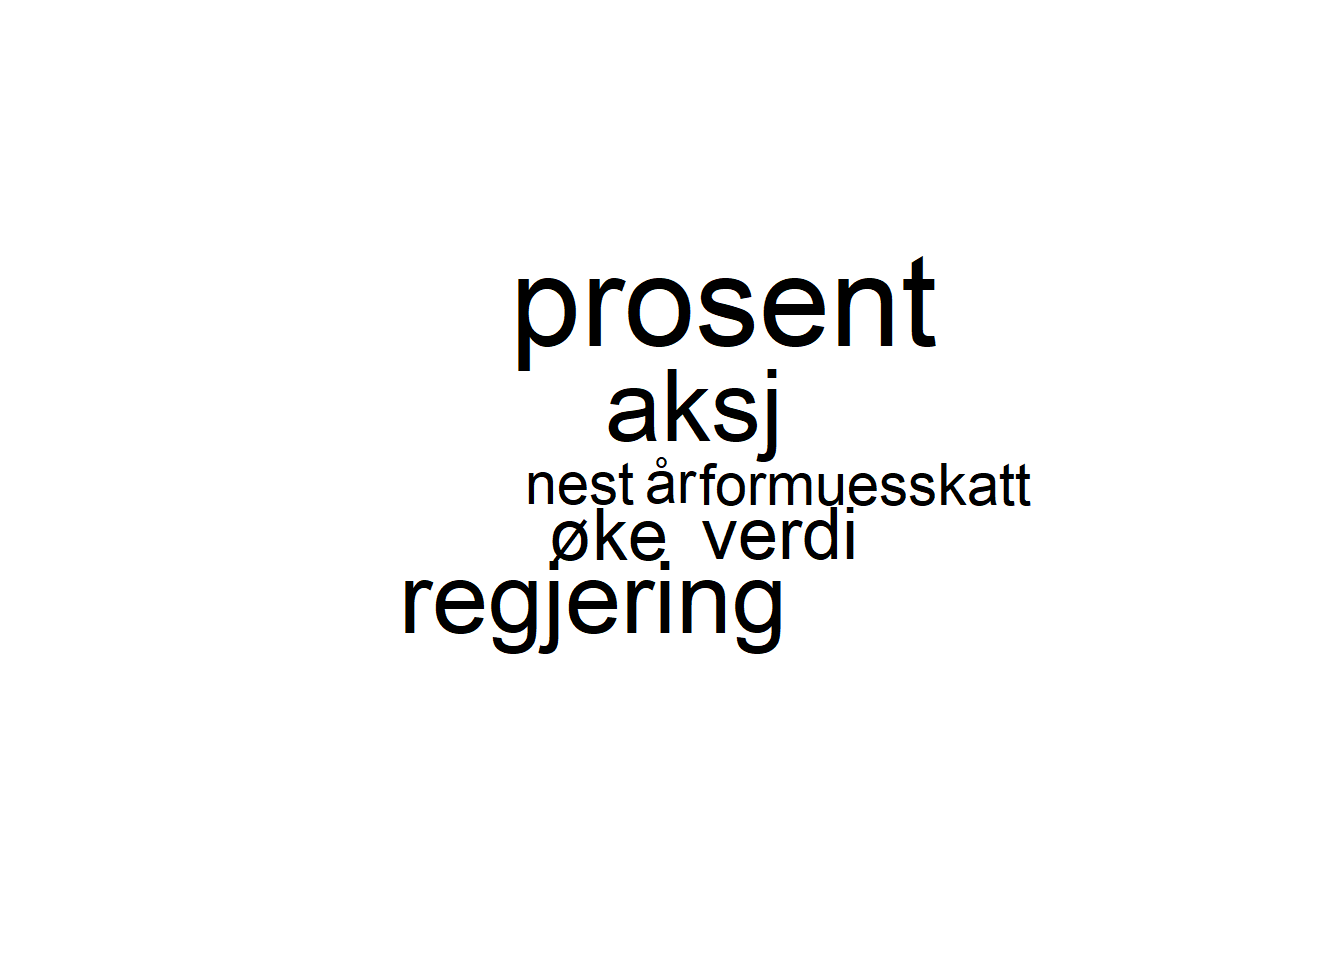 prosent
aksj
nest år formuesskatt
øke verdi
regjering